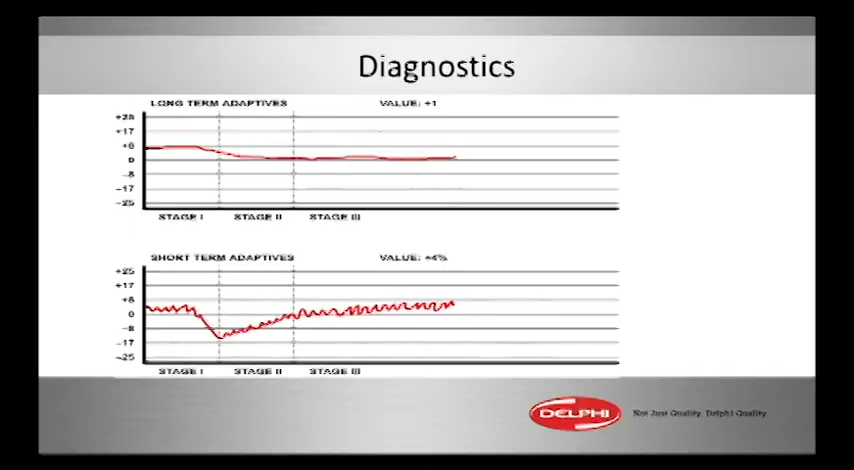 Diagnostics
LONG TERM ADAPTIVES VALUE: +1
+25
+17
+8
0
-8
-17
-25
STAGE I STAGE II STAGE III
SHORT TERM ADAPTIVES VALUE: +4%
+25
+17
+8
0
-8
-17
-25
STAGE I STAGE II STAGE III
DELPHI Not Just Quality. Delphi Quality